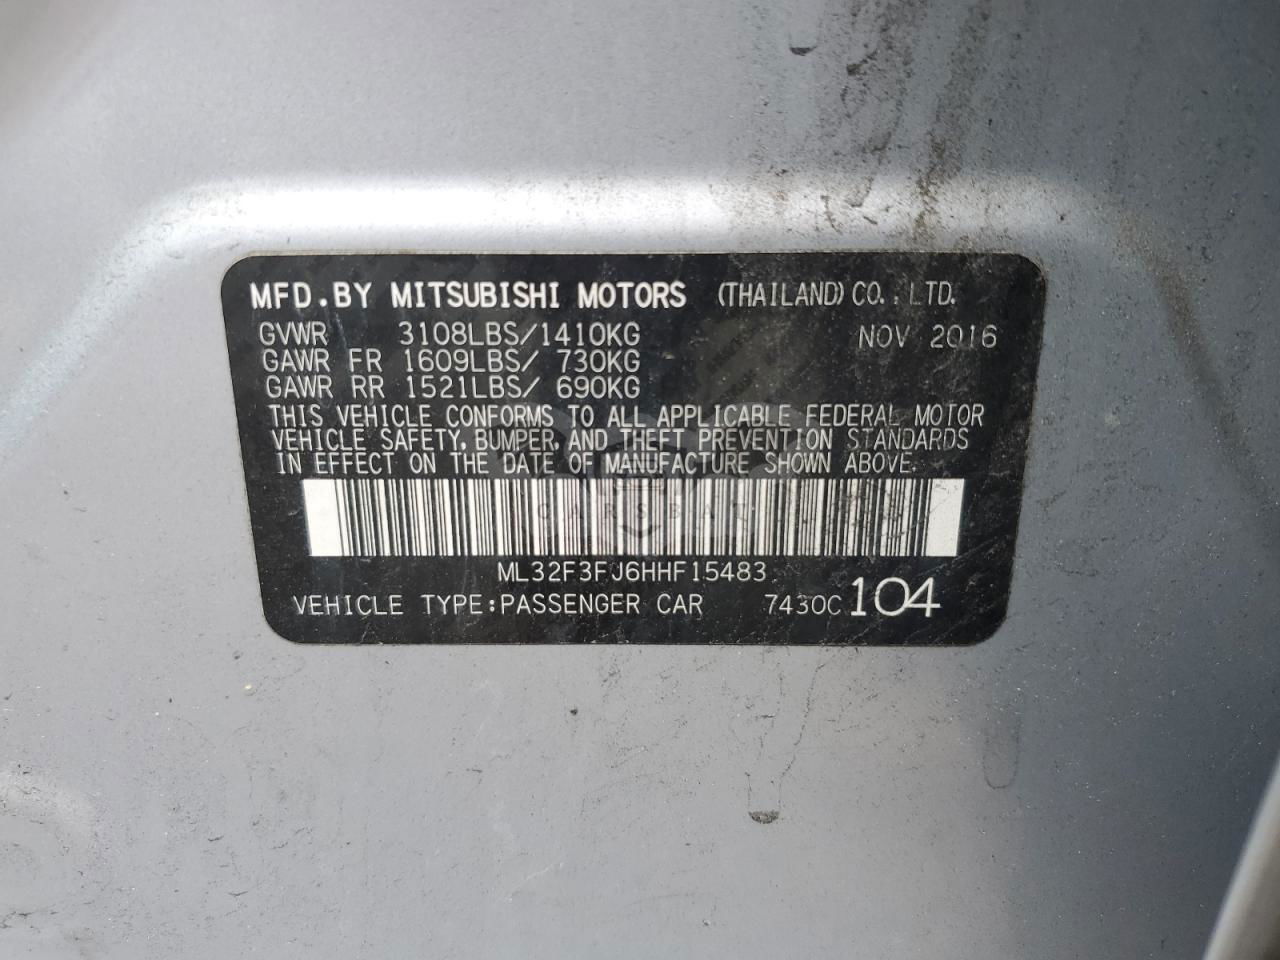 MFD.BY MITSUBISHI MOTORS (THAILAND) CO., LTD.
GVWR 3108LBS/1410KG NOV 2016
GAWR FR 1609LBS/ 730KG
GAWR RR 1521LBS/ 690KG
THIS VEHICLE CONFORMS TO ALL APPLICABLE FEDERAL MOTOR
VEHICLE SAFETY, BUMPER, AND THEFT PREVENTION STANDARDS
IN EFFECT ON THE DATE OF MANUFACTURE SHOWN ABOVE.
ML32F3FJ6HHF15483
VEHICLE TYPE:PASSENGER CAR 7430C 104